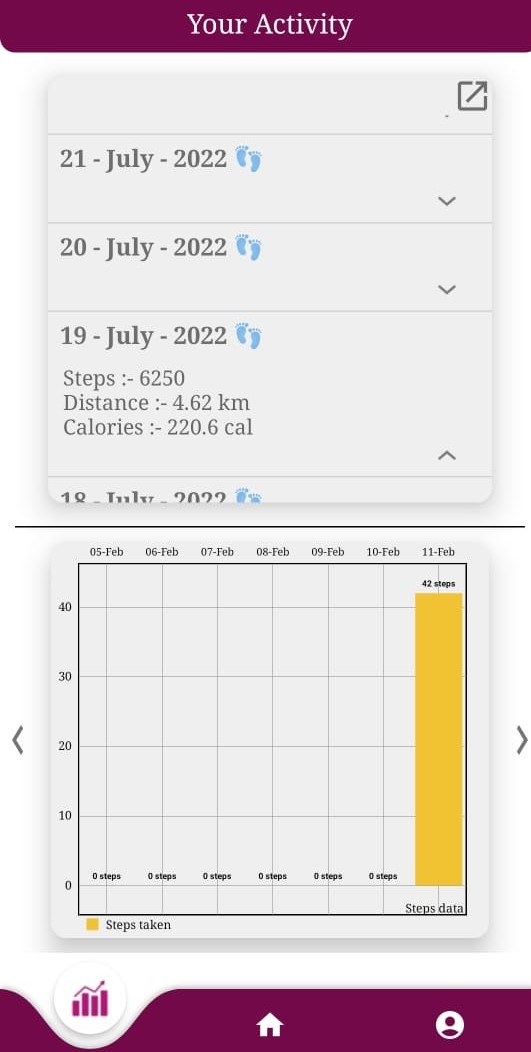 Your Activity
21 - July - 2022
20 - July - 2022
19 - July - 2022
Steps :- 6250
Distance :- 4.62 km
Calories :- 220.6 cal
18 - July - 2022
05-Feb 06-Feb 07-Feb 08-Feb 09-Feb 10-Feb 11-Feb
42 steps
40
30
20
10
0 steps 0 steps 0 steps 0 steps 0 steps 0 steps
0
Steps data
Steps taken